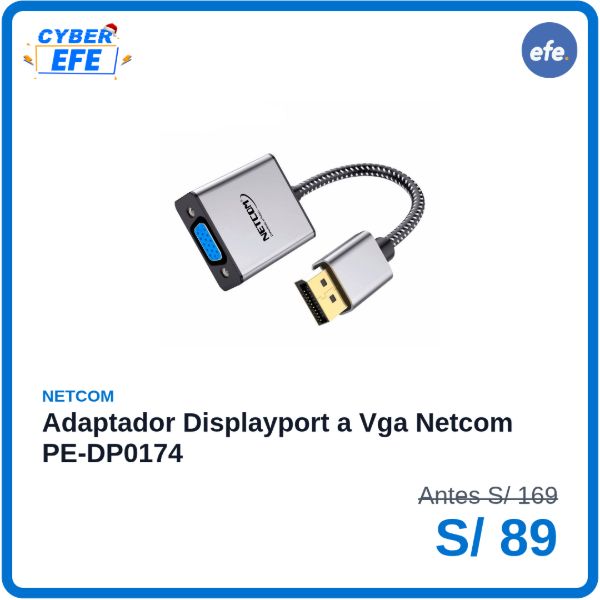 CYBER
EFE
efe.
NETCOM
NETCOM
Adaptador Displayport a Vga Netcom
PE-DP0174
Antes S/ 169
S/ 89